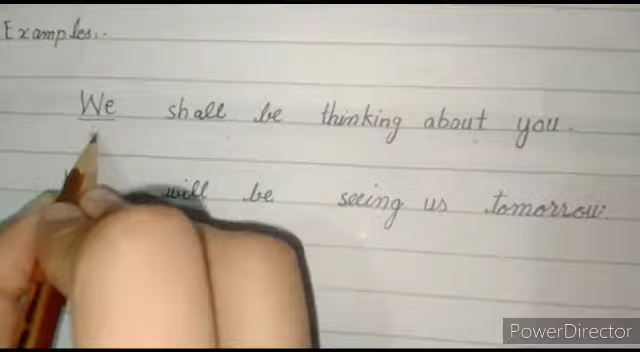 Examples:-
We shall be thinking about you.
will be seeing us tomorrow.
PowerDirector